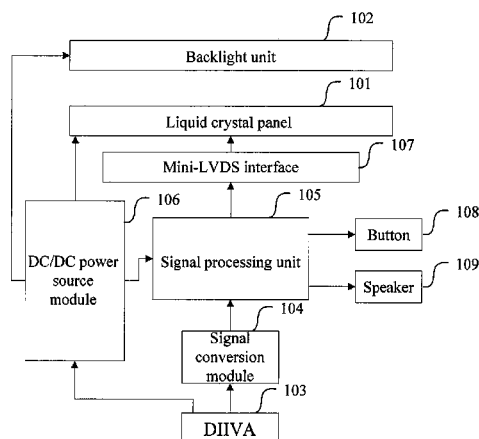 102
Backlight unit
101
Liquid crystal panel
107
Mini-LVDS interface
106
105
108
DC/DC power
source
module
Signal processing unit
Button
109
Speaker
104
Signal
conversion
module
103
DIIVA